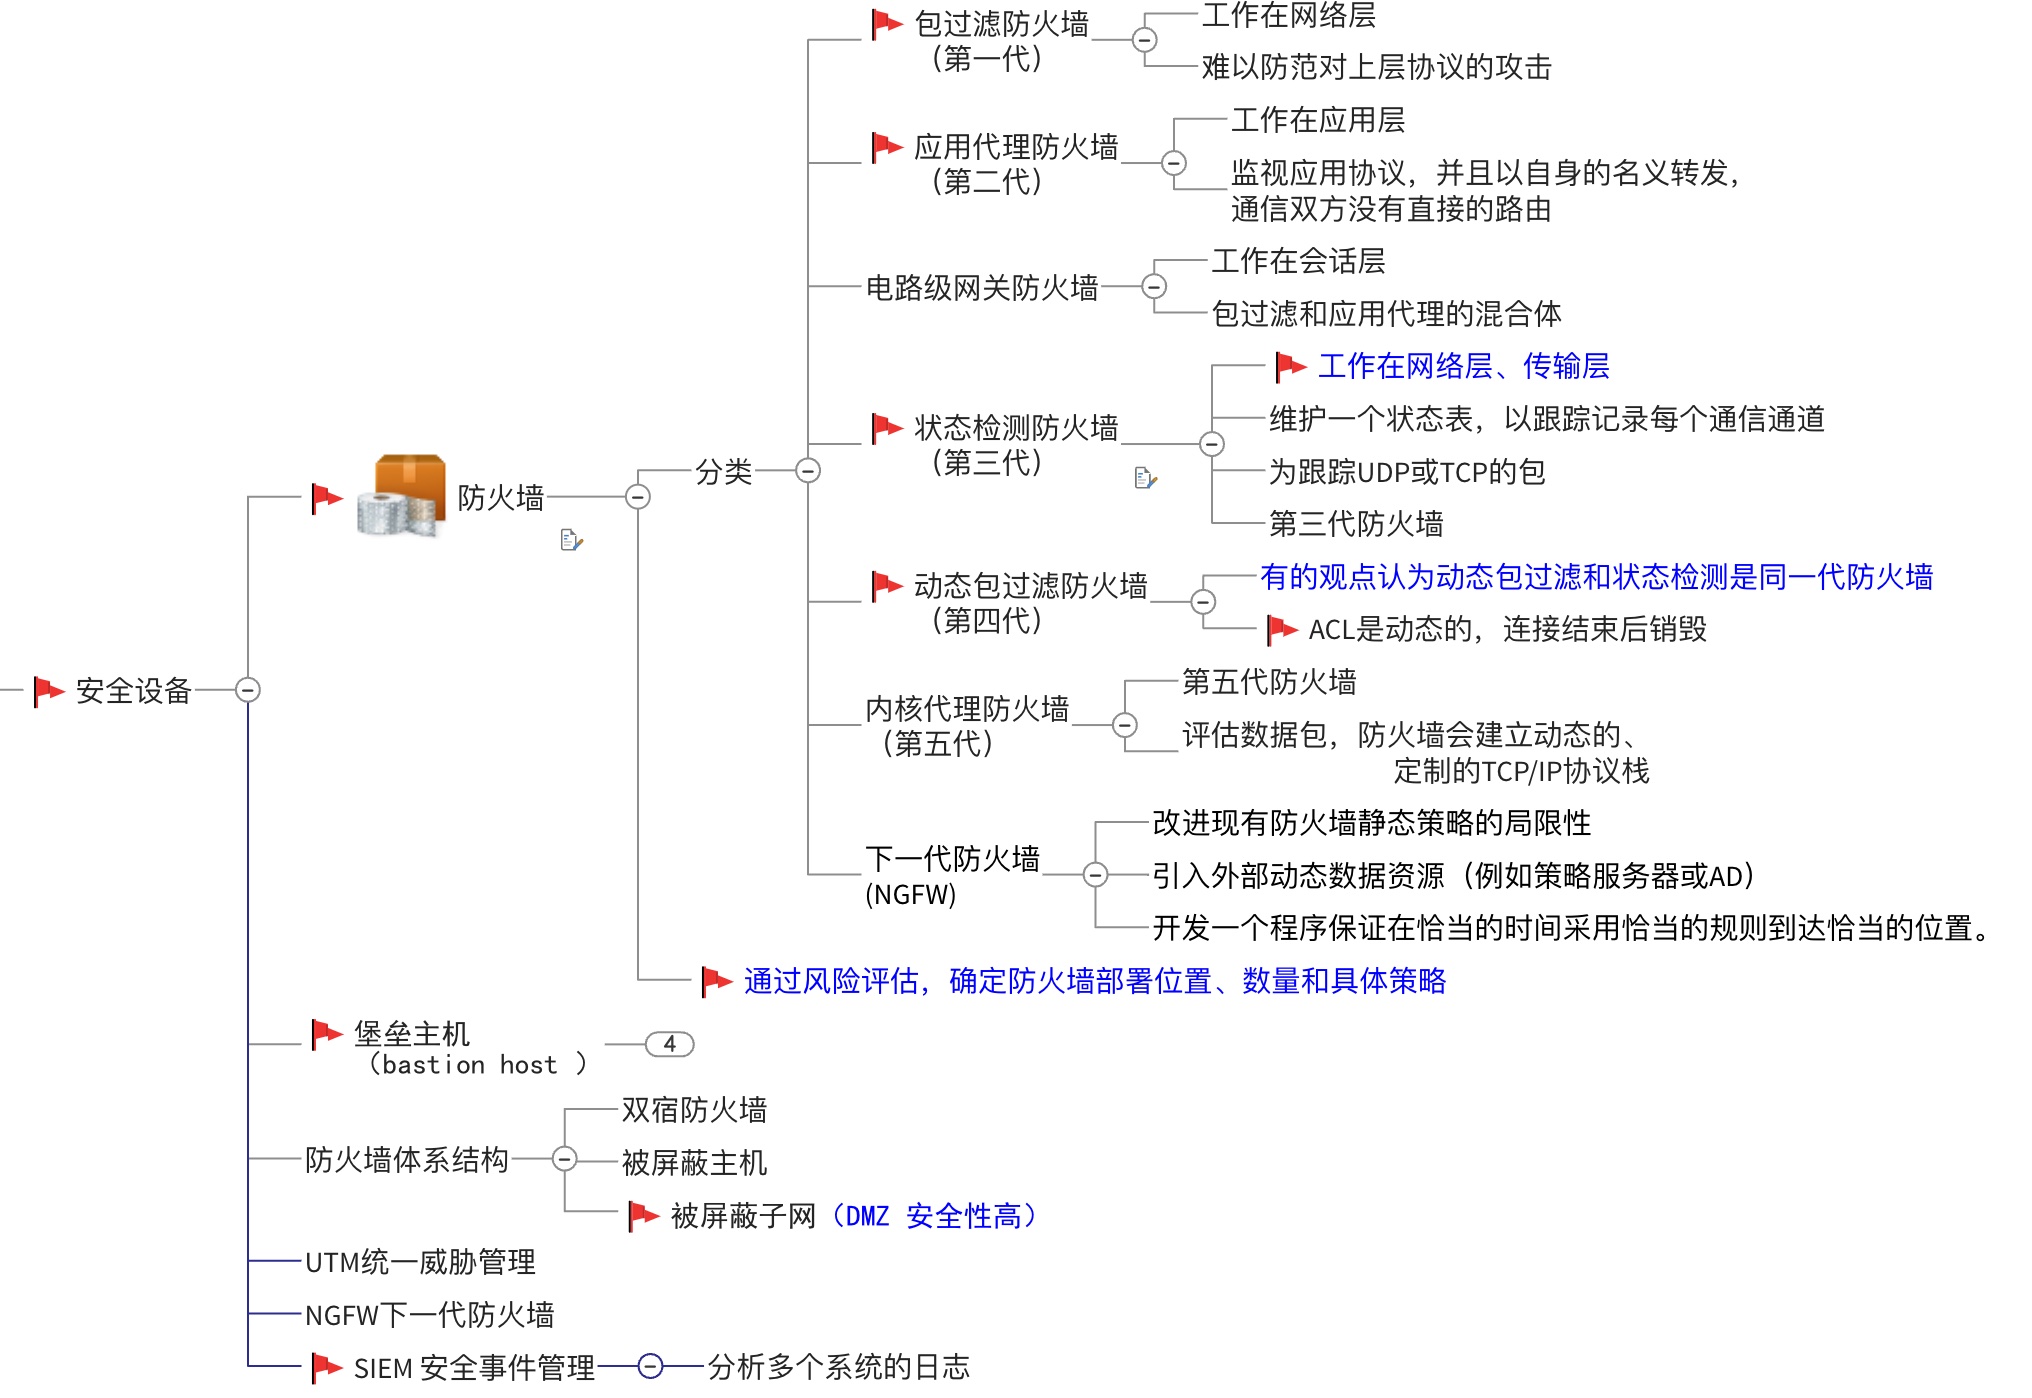 安全设备
防火墙
分类
包过滤防火墙
（第一代）
工作在网络层
难以防范对上层协议的攻击
应用代理防火墙
（第二代）
工作在应用层
监视应用协议，并且以自身的名义转发，
通信双方没有直接的路由
电路级网关防火墙
工作在会话层
包过滤和应用代理的混合体
状态检测防火墙
（第三代）
工作在网络层、传输层
维护一个状态表，以跟踪记录每个通信通道
为跟踪UDP或TCP的包
第三代防火墙
动态包过滤防火墙
（第四代）
有的观点认为动态包过滤和状态检测是同一代防火墙
ACL是动态的，连接结束后销毁
内核代理防火墙
（第五代）
第五代防火墙
评估数据包，防火墙会建立动态的、
定制的TCP/IP协议栈
下一代防火墙
(NGFW)
改进现有防火墙静态策略的局限性
引入外部动态数据资源（例如策略服务器或AD）
开发一个程序保证在恰当的时间采用恰当的规则到达恰当的位置。
通过风险评估，确定防火墙部署位置、数量和具体策略
堡垒主机
（bastion host ）
4
防火墙体系结构
双宿防火墙
被屏蔽主机
被屏蔽子网（DMZ 安全性高）
UTM统一威胁管理
NGFW下一代防火墙
SIEM 安全事件管理
分析多个系统的日志